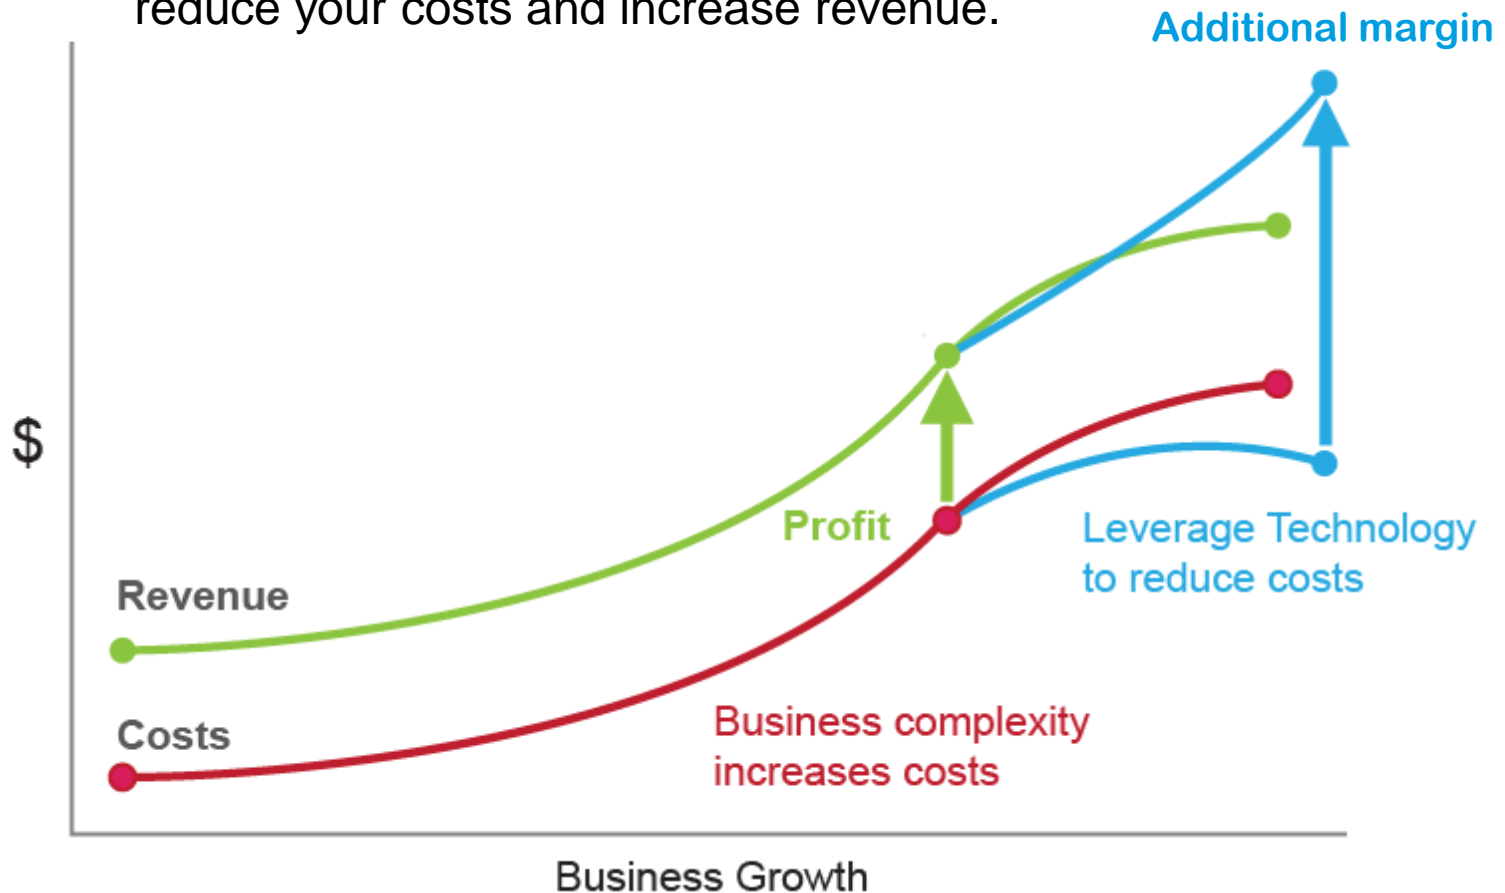 reduce your costs and increase revenue.
Additional margin
$
Profit
Leverage Technology
to reduce costs
Revenue
Costs
Business complexity
increases costs
Business Growth